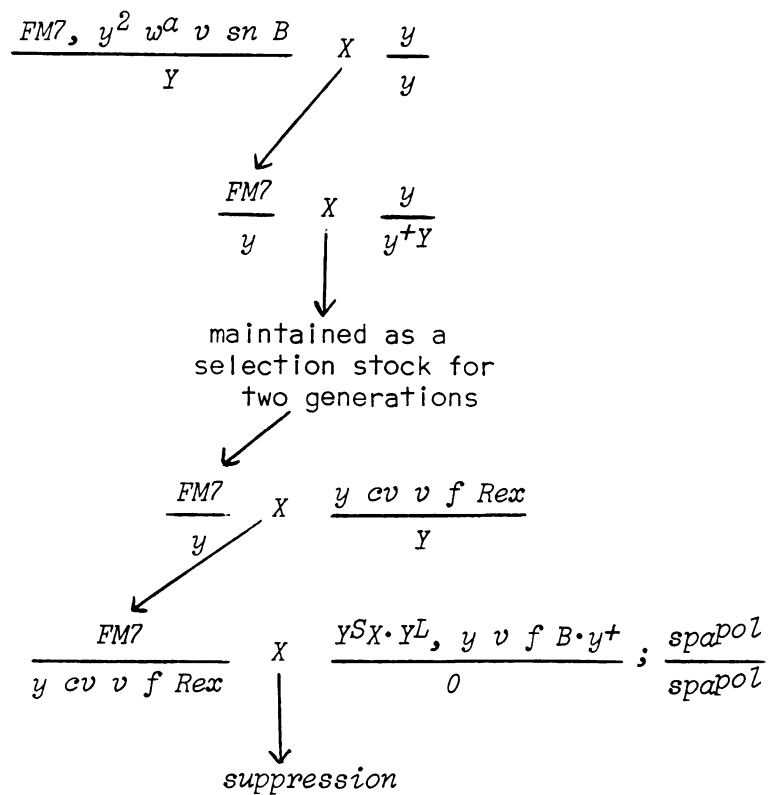 FM7, y² wᵃ v sn B X y
Y y
FM7 X y
y y⁺Y
maintained as a
selection stock for
two generations
FM7 X y cv v f Rex
y Y
FM7 X YˢX·Yᴸ, y v f B·y⁺ ; spaᵖᵒˡ
y cv v f Rex 0 spaᵖᵒˡ
suppression